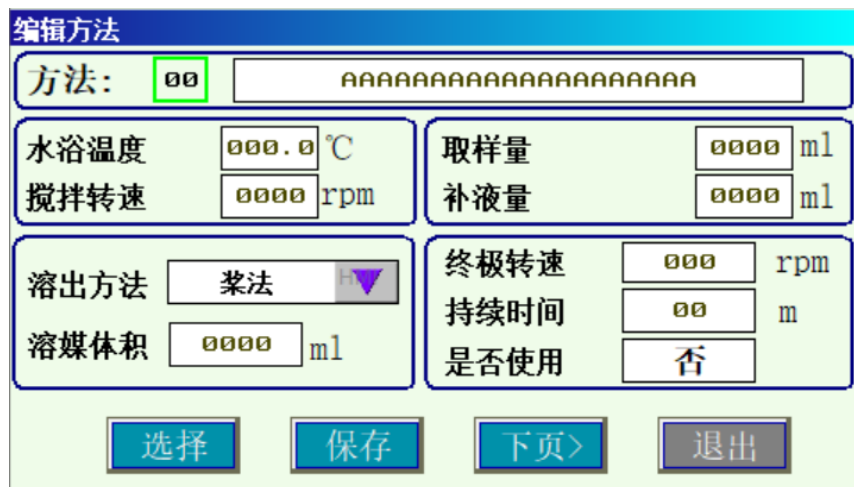 编辑方法
方法: 00 AAAAAAAAAAAAAAAAAAAA
水浴温度 000.0 ℃
搅拌转速 0000 rpm
取样量 0000 ml
补液量 0000 ml
溶出方法 桨法
溶媒体积 0000 ml
终极转速 000 rpm
持续时间 00 m
是否使用 否
选择 保存 下页> 退出